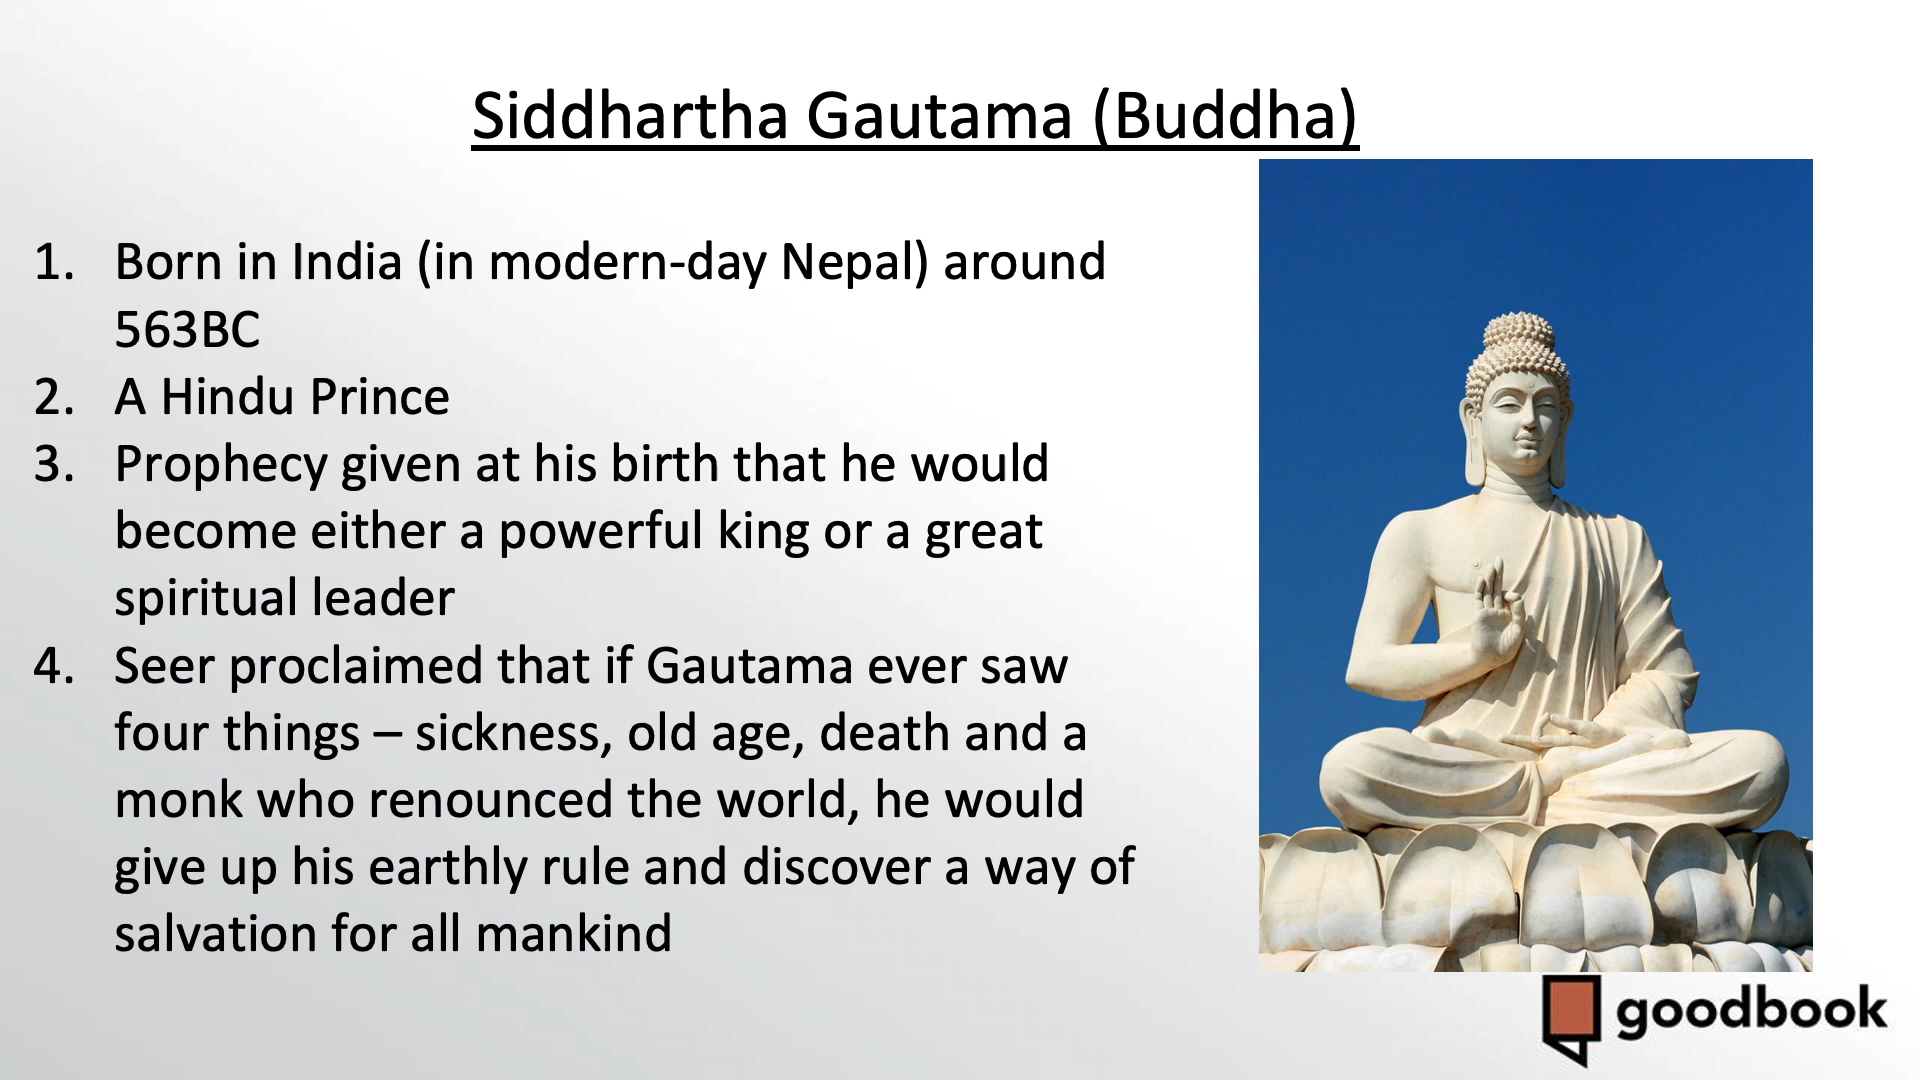 Siddhartha Gautama (Buddha)
1. Born in India (in modern-day Nepal) around
563BC
2. A Hindu Prince
3. Prophecy given at his birth that he would
become either a powerful king or a great
spiritual leader
4. Seer proclaimed that if Gautama ever saw
four things – sickness, old age, death and a
monk who renounced the world, he would
give up his earthly rule and discover a way of
salvation for all mankind
goodbook